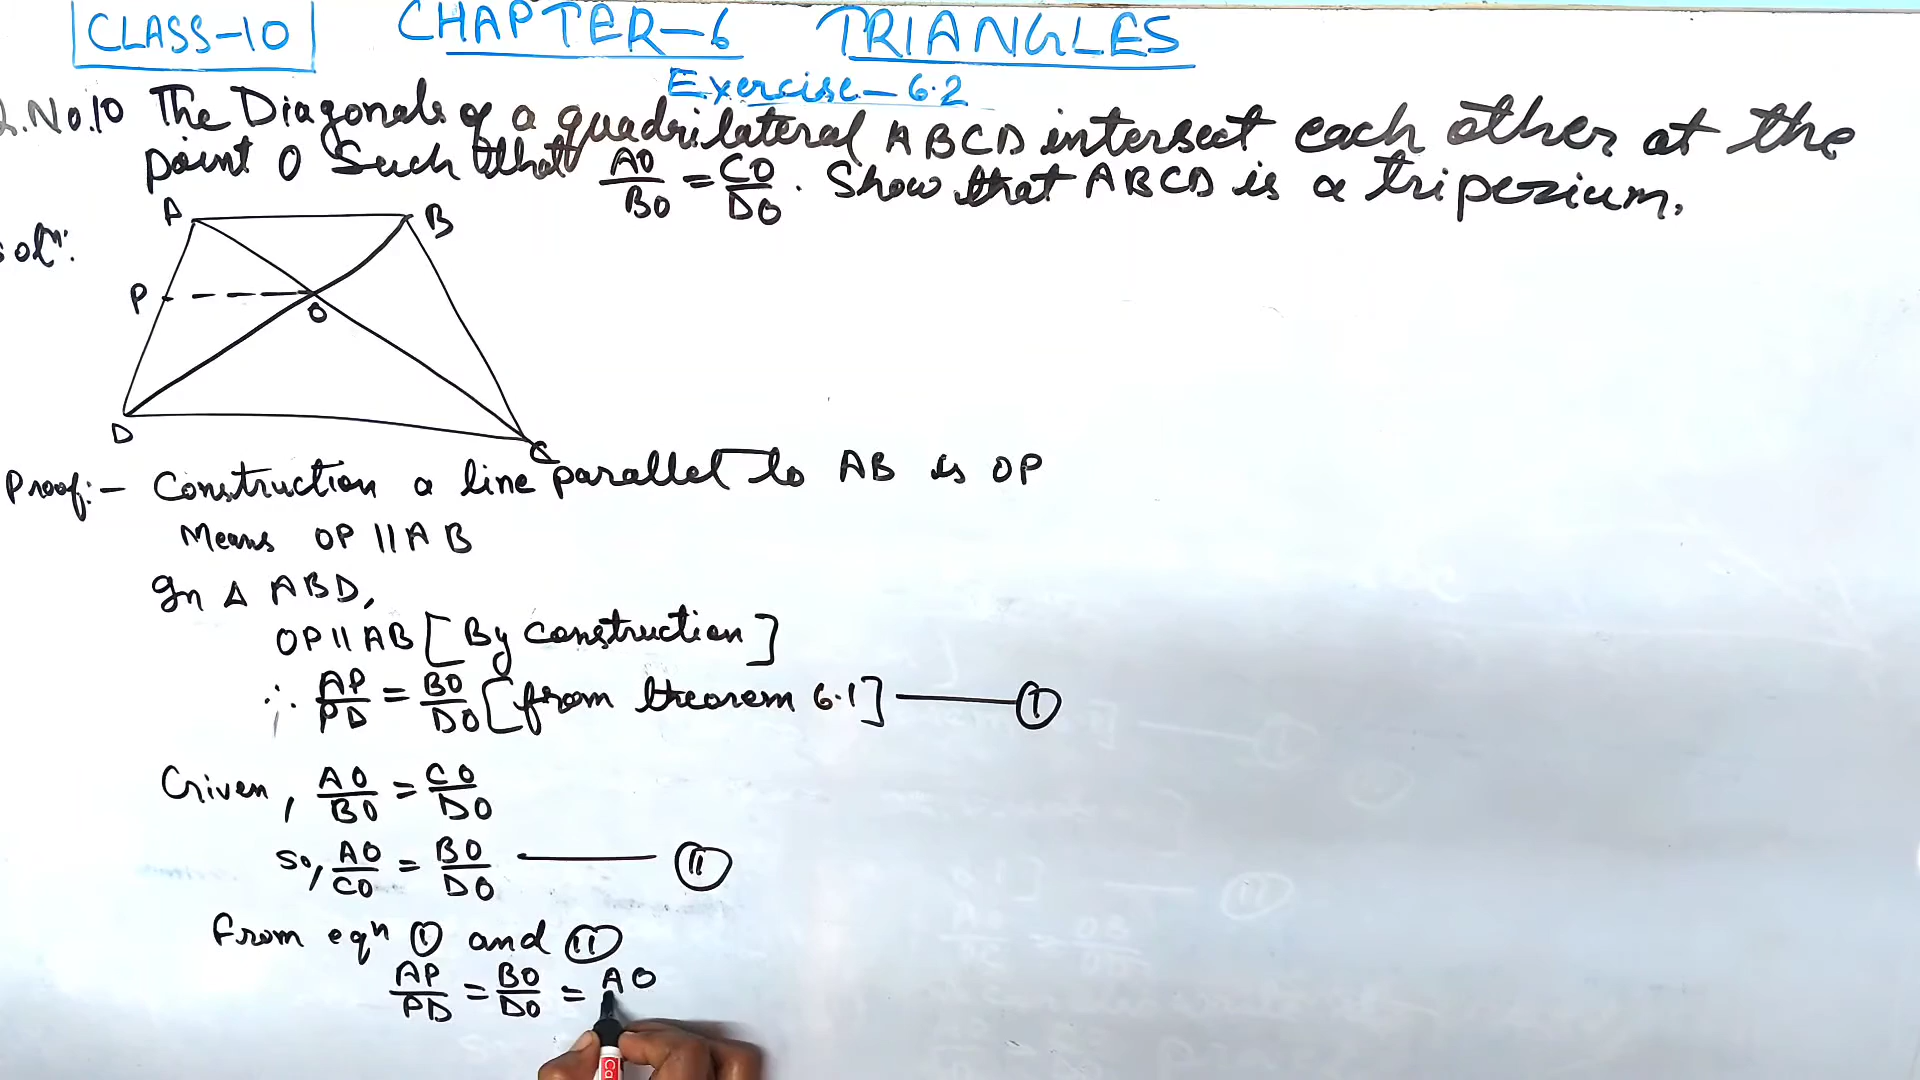 CLASS-10 CHAPTER-6 TRIANGLES
Exercise-6.2
Q.No.10 The Diagonals of a quadrilateral ABCD intersect each other at the
point O Such that AO/BO = CO/DO. Show that ABCD is a tripezium.
A B
soln:
P
O
D
C
Proof:- Construction a line parallel to AB is OP
Means OP || AB
In Δ ABD,
OP || AB [By construction]
∴ AP/PD = BO/DO [from theorem 6.1] —— (I)
Given, AO/BO = CO/DO
So, AO/CO = BO/DO —— (II)
from eqn (I) and (II)
AP/PD = BO/DO = AO
Ca